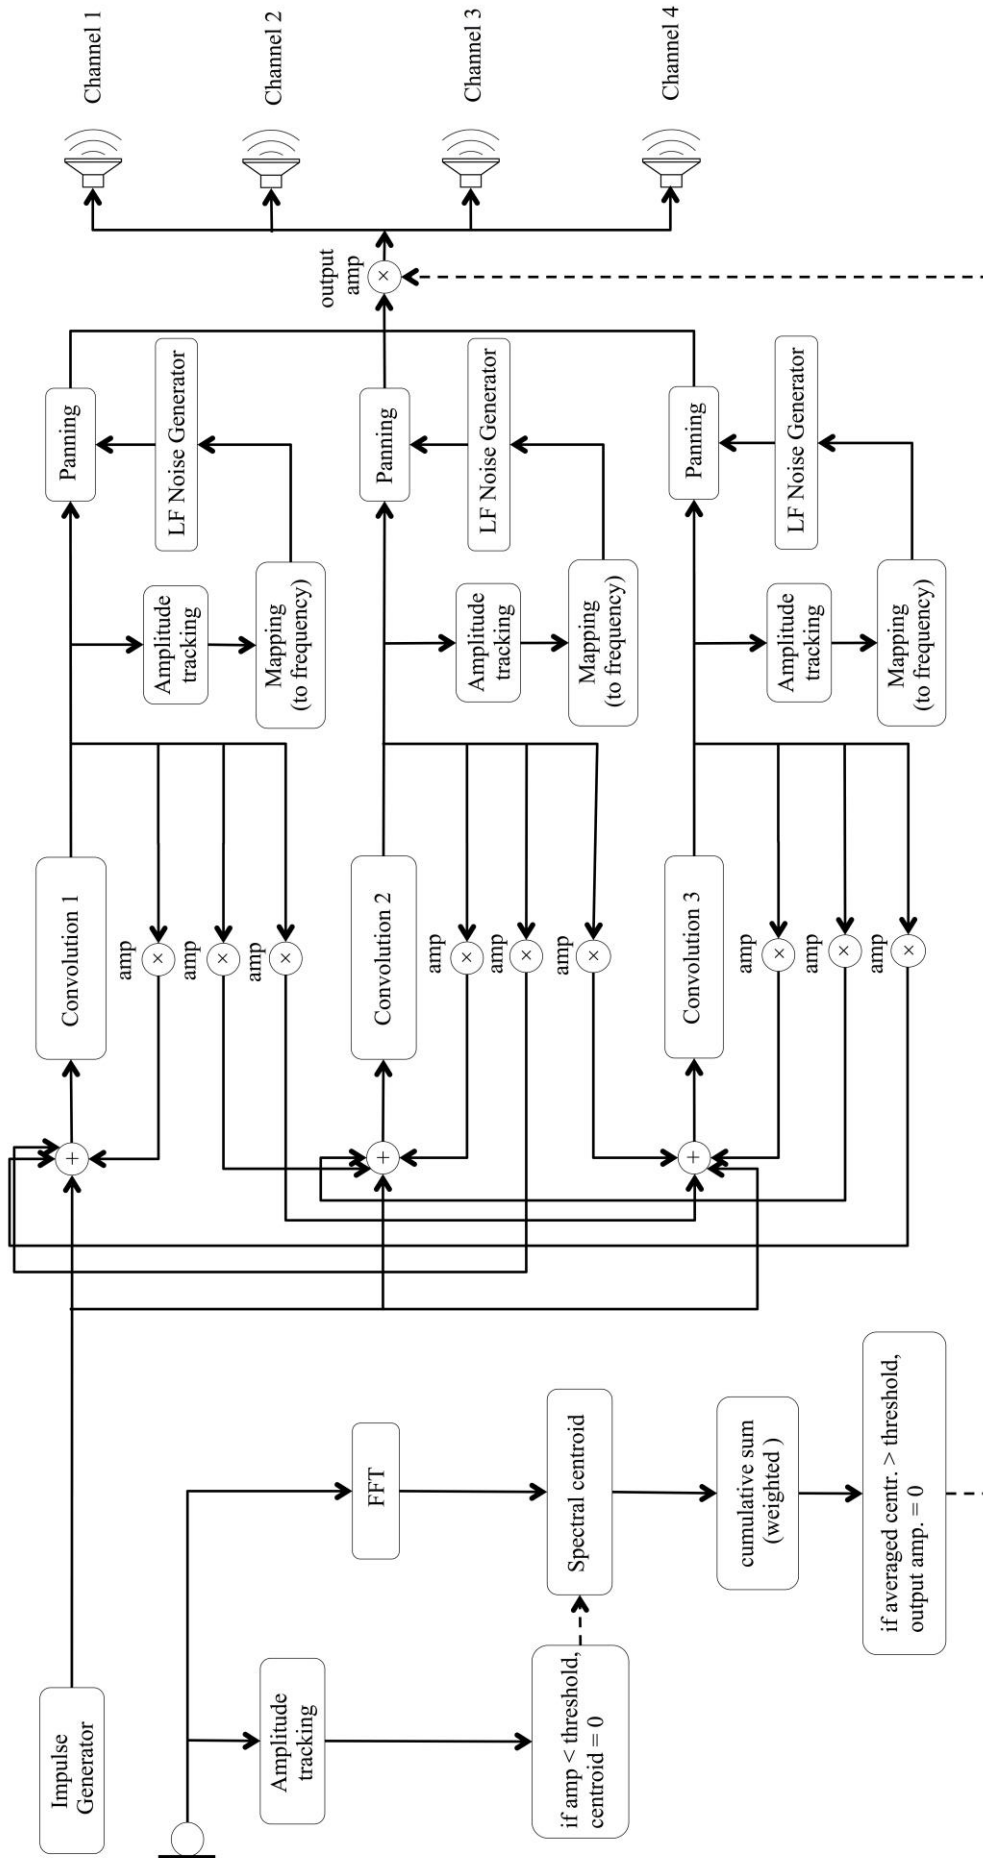 Impulse
Generator
Amplitude
tracking
if amp < threshold,
centroid = 0
FFT
Spectral centroid
cumulative sum
(weighted )
if averaged centr. > threshold,
output amp. = 0
+
Convolution 1
amp
×
amp
×
amp
×
Amplitude
tracking
Mapping
(to frequency)
LF Noise Generator
Panning
+
Convolution 2
amp
×
amp
×
amp
×
Amplitude
tracking
Mapping
(to frequency)
LF Noise Generator
Panning
+
Convolution 3
amp
×
amp
×
amp
×
Amplitude
tracking
Mapping
(to frequency)
LF Noise Generator
Panning
output
amp
×
Channel 1
Channel 2
Channel 3
Channel 4